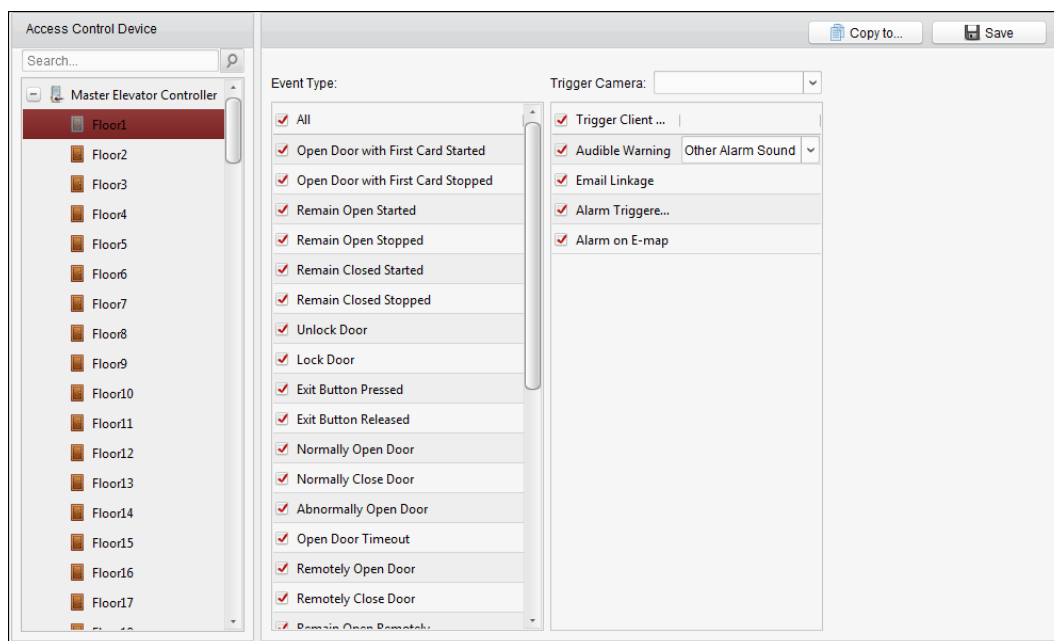 Access Control Device
Copy to...
Save
Search...
Master Elevator Controller
Floor1
Floor2
Floor3
Floor4
Floor5
Floor6
Floor7
Floor8
Floor9
Floor10
Floor11
Floor12
Floor13
Floor14
Floor15
Floor16
Floor17
Event Type:
All
Open Door with First Card Started
Open Door with First Card Stopped
Remain Open Started
Remain Open Stopped
Remain Closed Started
Remain Closed Stopped
Unlock Door
Lock Door
Exit Button Pressed
Exit Button Released
Normally Open Door
Normally Close Door
Abnormally Open Door
Open Door Timeout
Remotely Open Door
Remotely Close Door
Remain Open Remotely
Trigger Camera:
Trigger Client ...
Audible Warning Other Alarm Sound
Email Linkage
Alarm Triggere...
Alarm on E-map